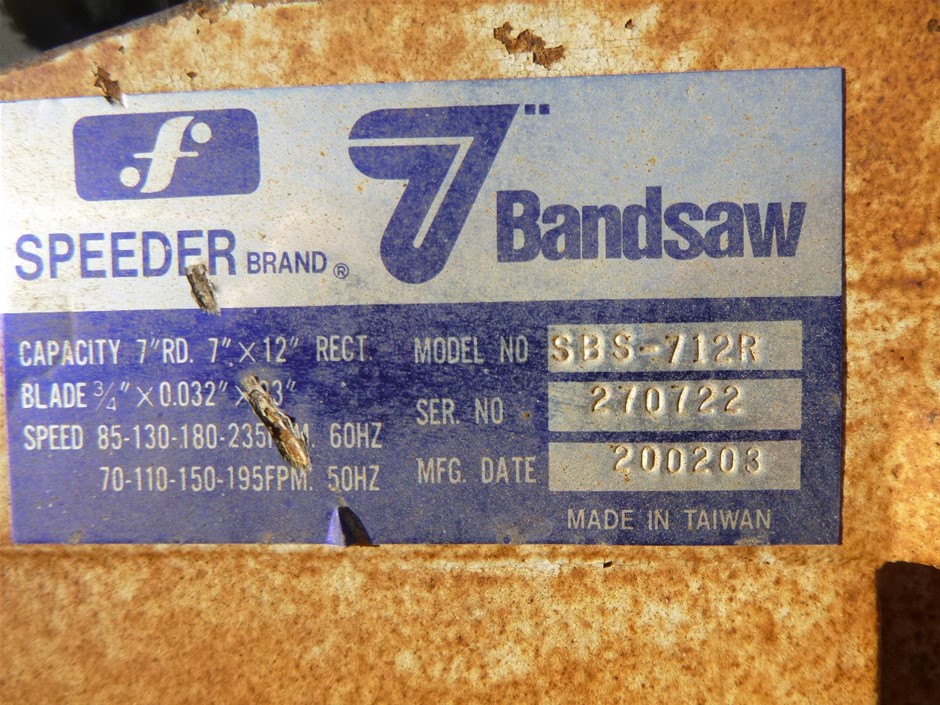 f
SPEEDER BRAND ®
7" Bandsaw
CAPACITY 7"RD. 7" × 12" RECT.
BLADE 3/4" × 0.032" ×
SPEED 85-130-180-235 60HZ
70-110-150-195FPM. 50HZ
MODEL NO SBS-712R
SER. NO 270722
MFG. DATE 200203
MADE IN TAIWAN